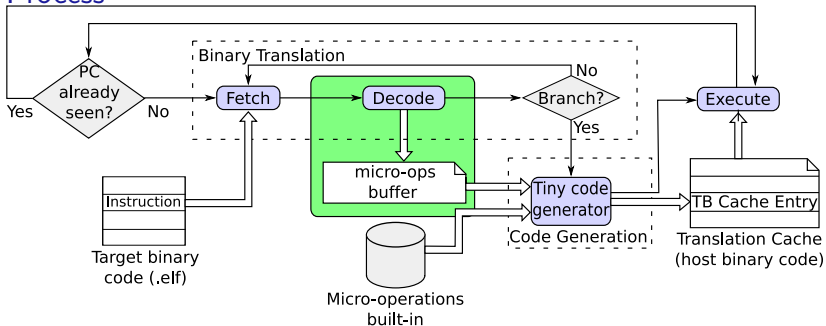 Process
Binary Translation
PC
already
seen?
Yes
No
Fetch
Decode
No
Branch?
Yes
Execute
micro-ops
buffer
Instruction
Target binary
code (.elf)
Tiny code
generator
Code Generation
TB Cache Entry
Translation Cache
(host binary code)
Micro-operations
built-in